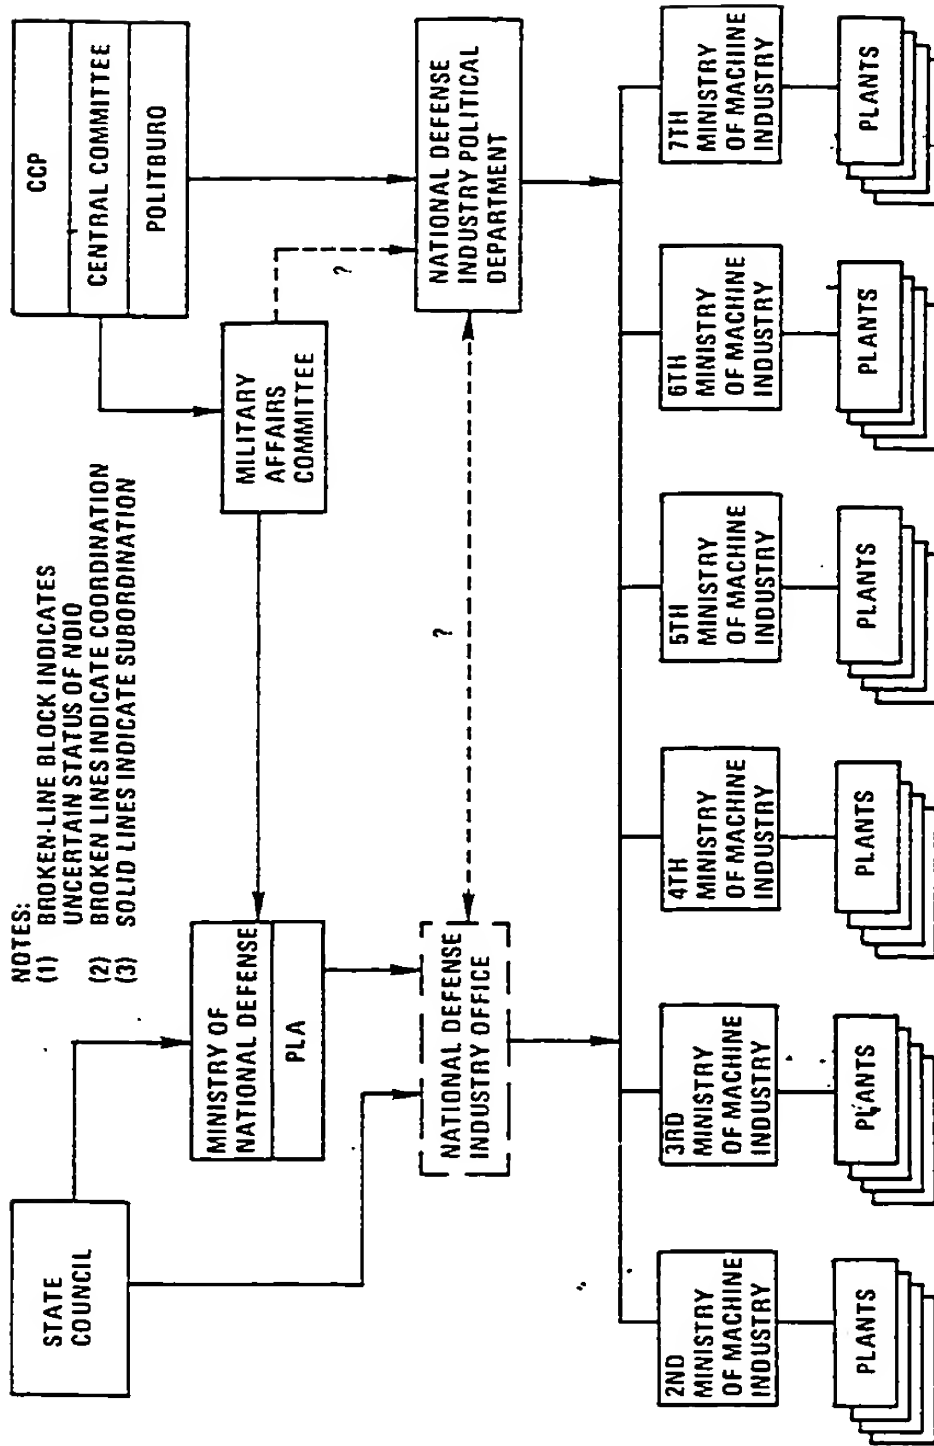 CCP
CENTRAL COMMITTEE
POLITBURO
STATE
COUNCIL
NOTES:
(1) BROKEN-LINE BLOCK INDICATES
UNCERTAIN STATUS OF NDIO
(2) BROKEN LINES INDICATE COORDINATION
(3) SOLID LINES INDICATE SUBORDINATION
MINISTRY OF
NATIONAL DEFENSE
PLA
MILITARY
AFFAIRS
COMMITTEE
?
NATIONAL DEFENSE
INDUSTRY OFFICE
?
NATIONAL DEFENSE
INDUSTRY POLITICAL
DEPARTMENT
2ND
MINISTRY
OF MACHINE
INDUSTRY
3RD
MINISTRY
OF MACHINE
INDUSTRY
4TH
MINISTRY
OF MACHINE
INDUSTRY
5TH
MINISTRY
OF MACHINE
INDUSTRY
6TH
MINISTRY
OF MACHINE
INDUSTRY
7TH
MINISTRY
OF MACHINE
INDUSTRY
PLANTS
PLANTS
PLANTS
PLANTS
PLANTS
PLANTS